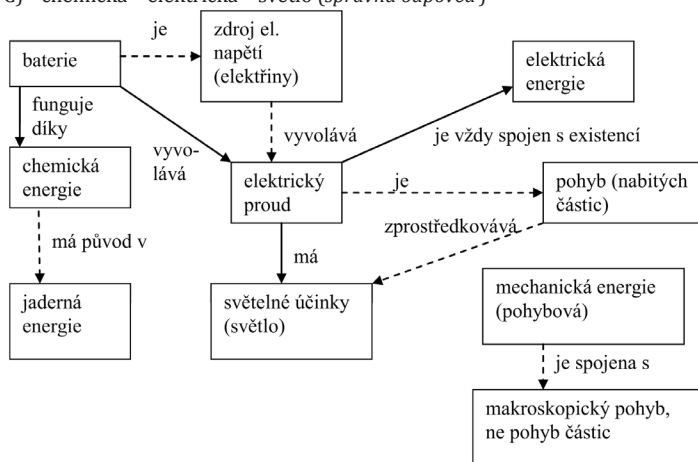 chemická – elektrická – světlo (správná odpověď)
je
zdroj el.
napětí
(elektřiny)
baterie
elektrická
energie
funguje
díky
vyvolává
je vždy spojen s existencí
vyvo-
lává
chemická
energie
elektrický
proud
je
pohyb (nabitých
částic)
zprostředkovává
má původ v
má
jaderná
energie
světelné účinky
(světlo)
mechanická energie
(pohybová)
je spojena s
makroskopický pohyb,
ne pohyb částic